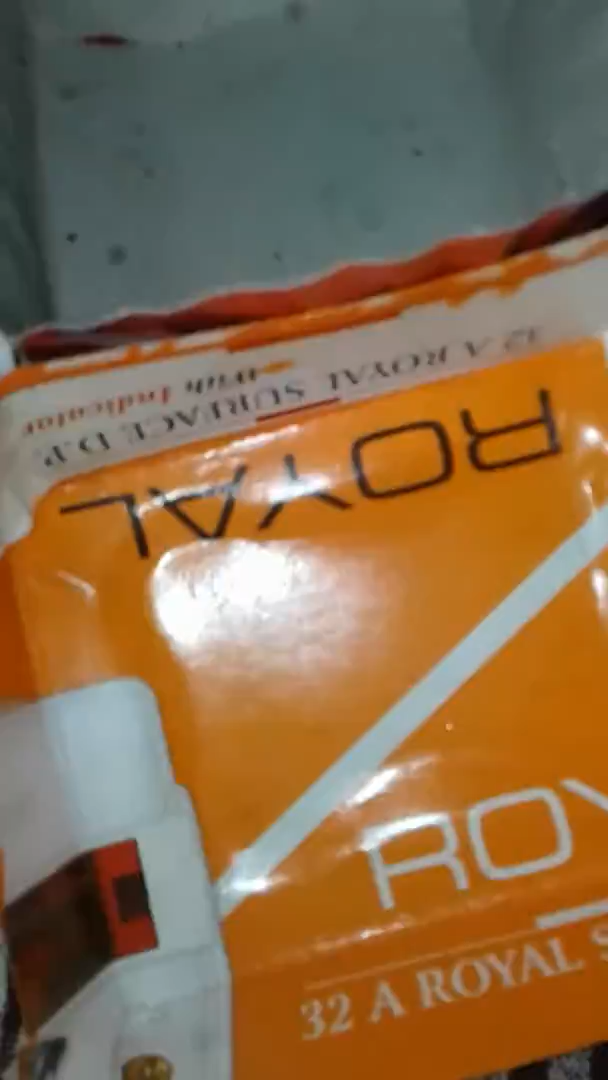 32 A ROYAL SURFACE D.P.
With Indicator
ROYAL
ROY
32 A ROYAL S